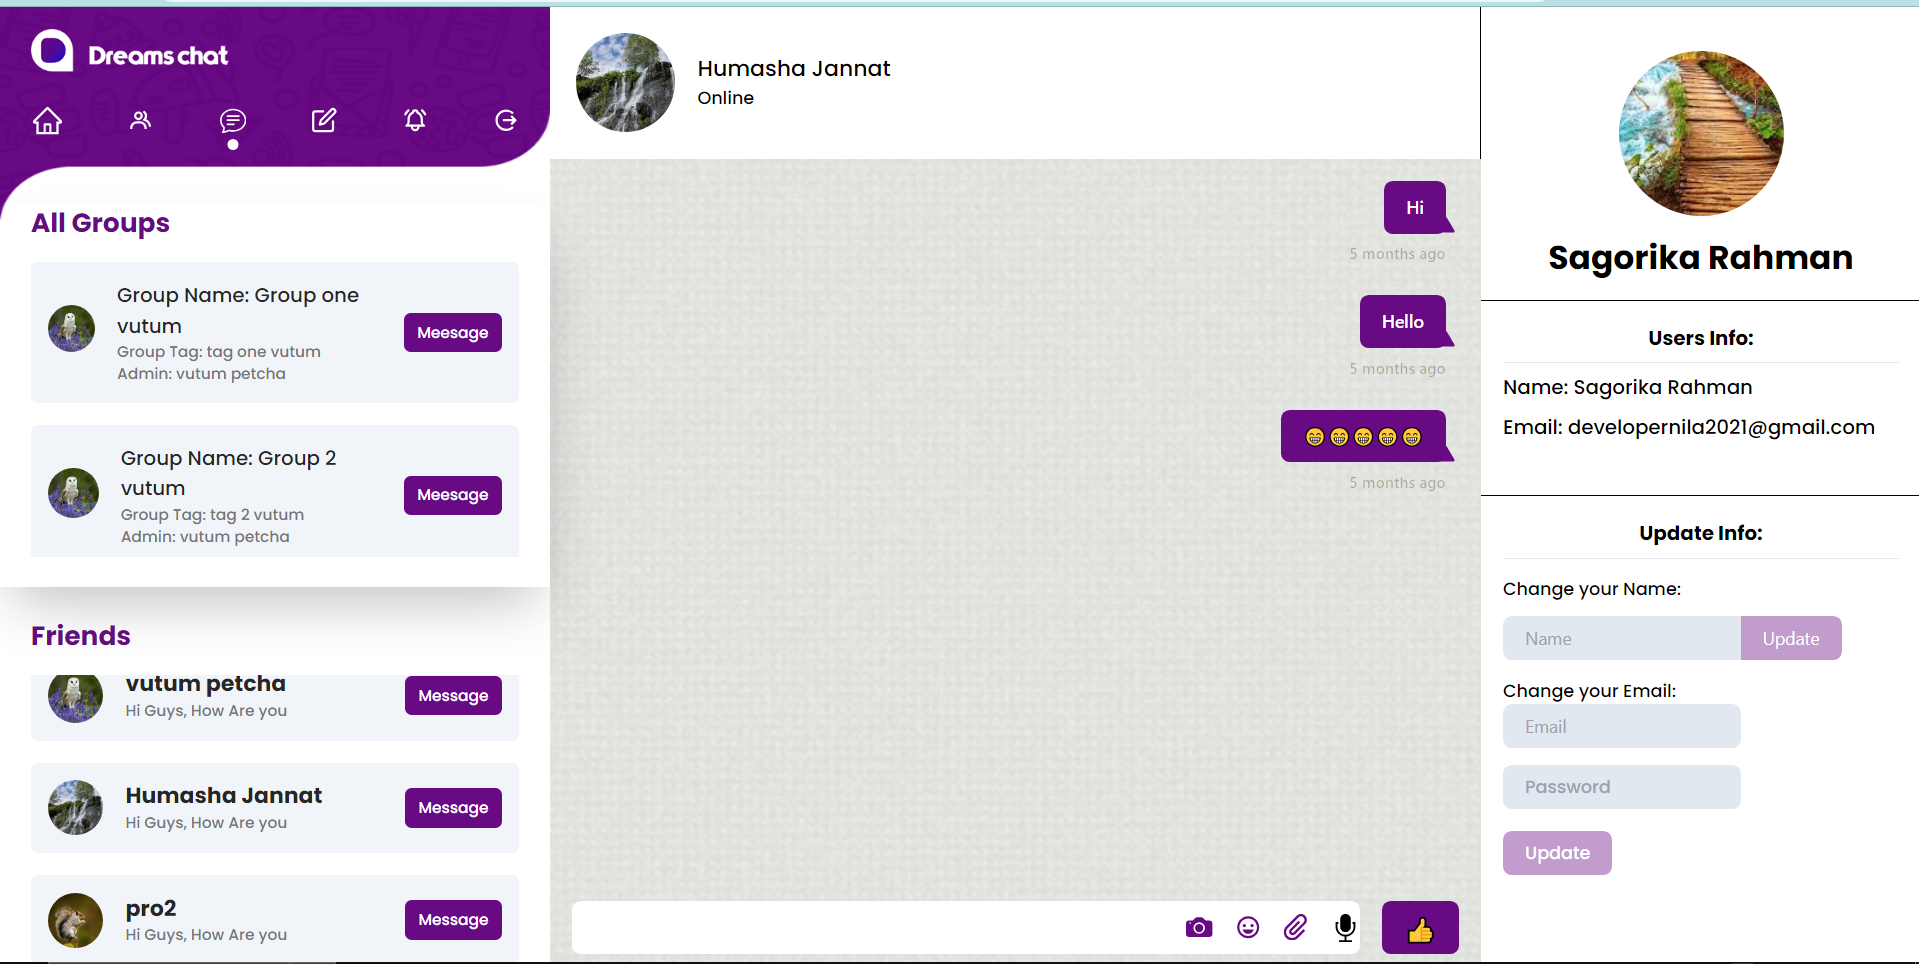 Dreams chat
All Groups
Group Name: Group one
vutum
Group Tag: tag one vutum
Admin: vutum petcha
Meesage
Group Name: Group 2
vutum
Group Tag: tag 2 vutum
Admin: vutum petcha
Meesage
Friends
vutum petcha
Hi Guys, How Are you
Message
Humasha Jannat
Hi Guys, How Are you
Message
pro2
Hi Guys, How Are you
Message
Humasha Jannat
Online
Hi
5 months ago
Hello
5 months ago
😁😁😁😁😁
5 months ago
👍
Sagorika Rahman
Users Info:
Name: Sagorika Rahman
Email: developernila2021@gmail.com
Update Info:
Change your Name:
Name
Update
Change your Email:
Email
Password
Update